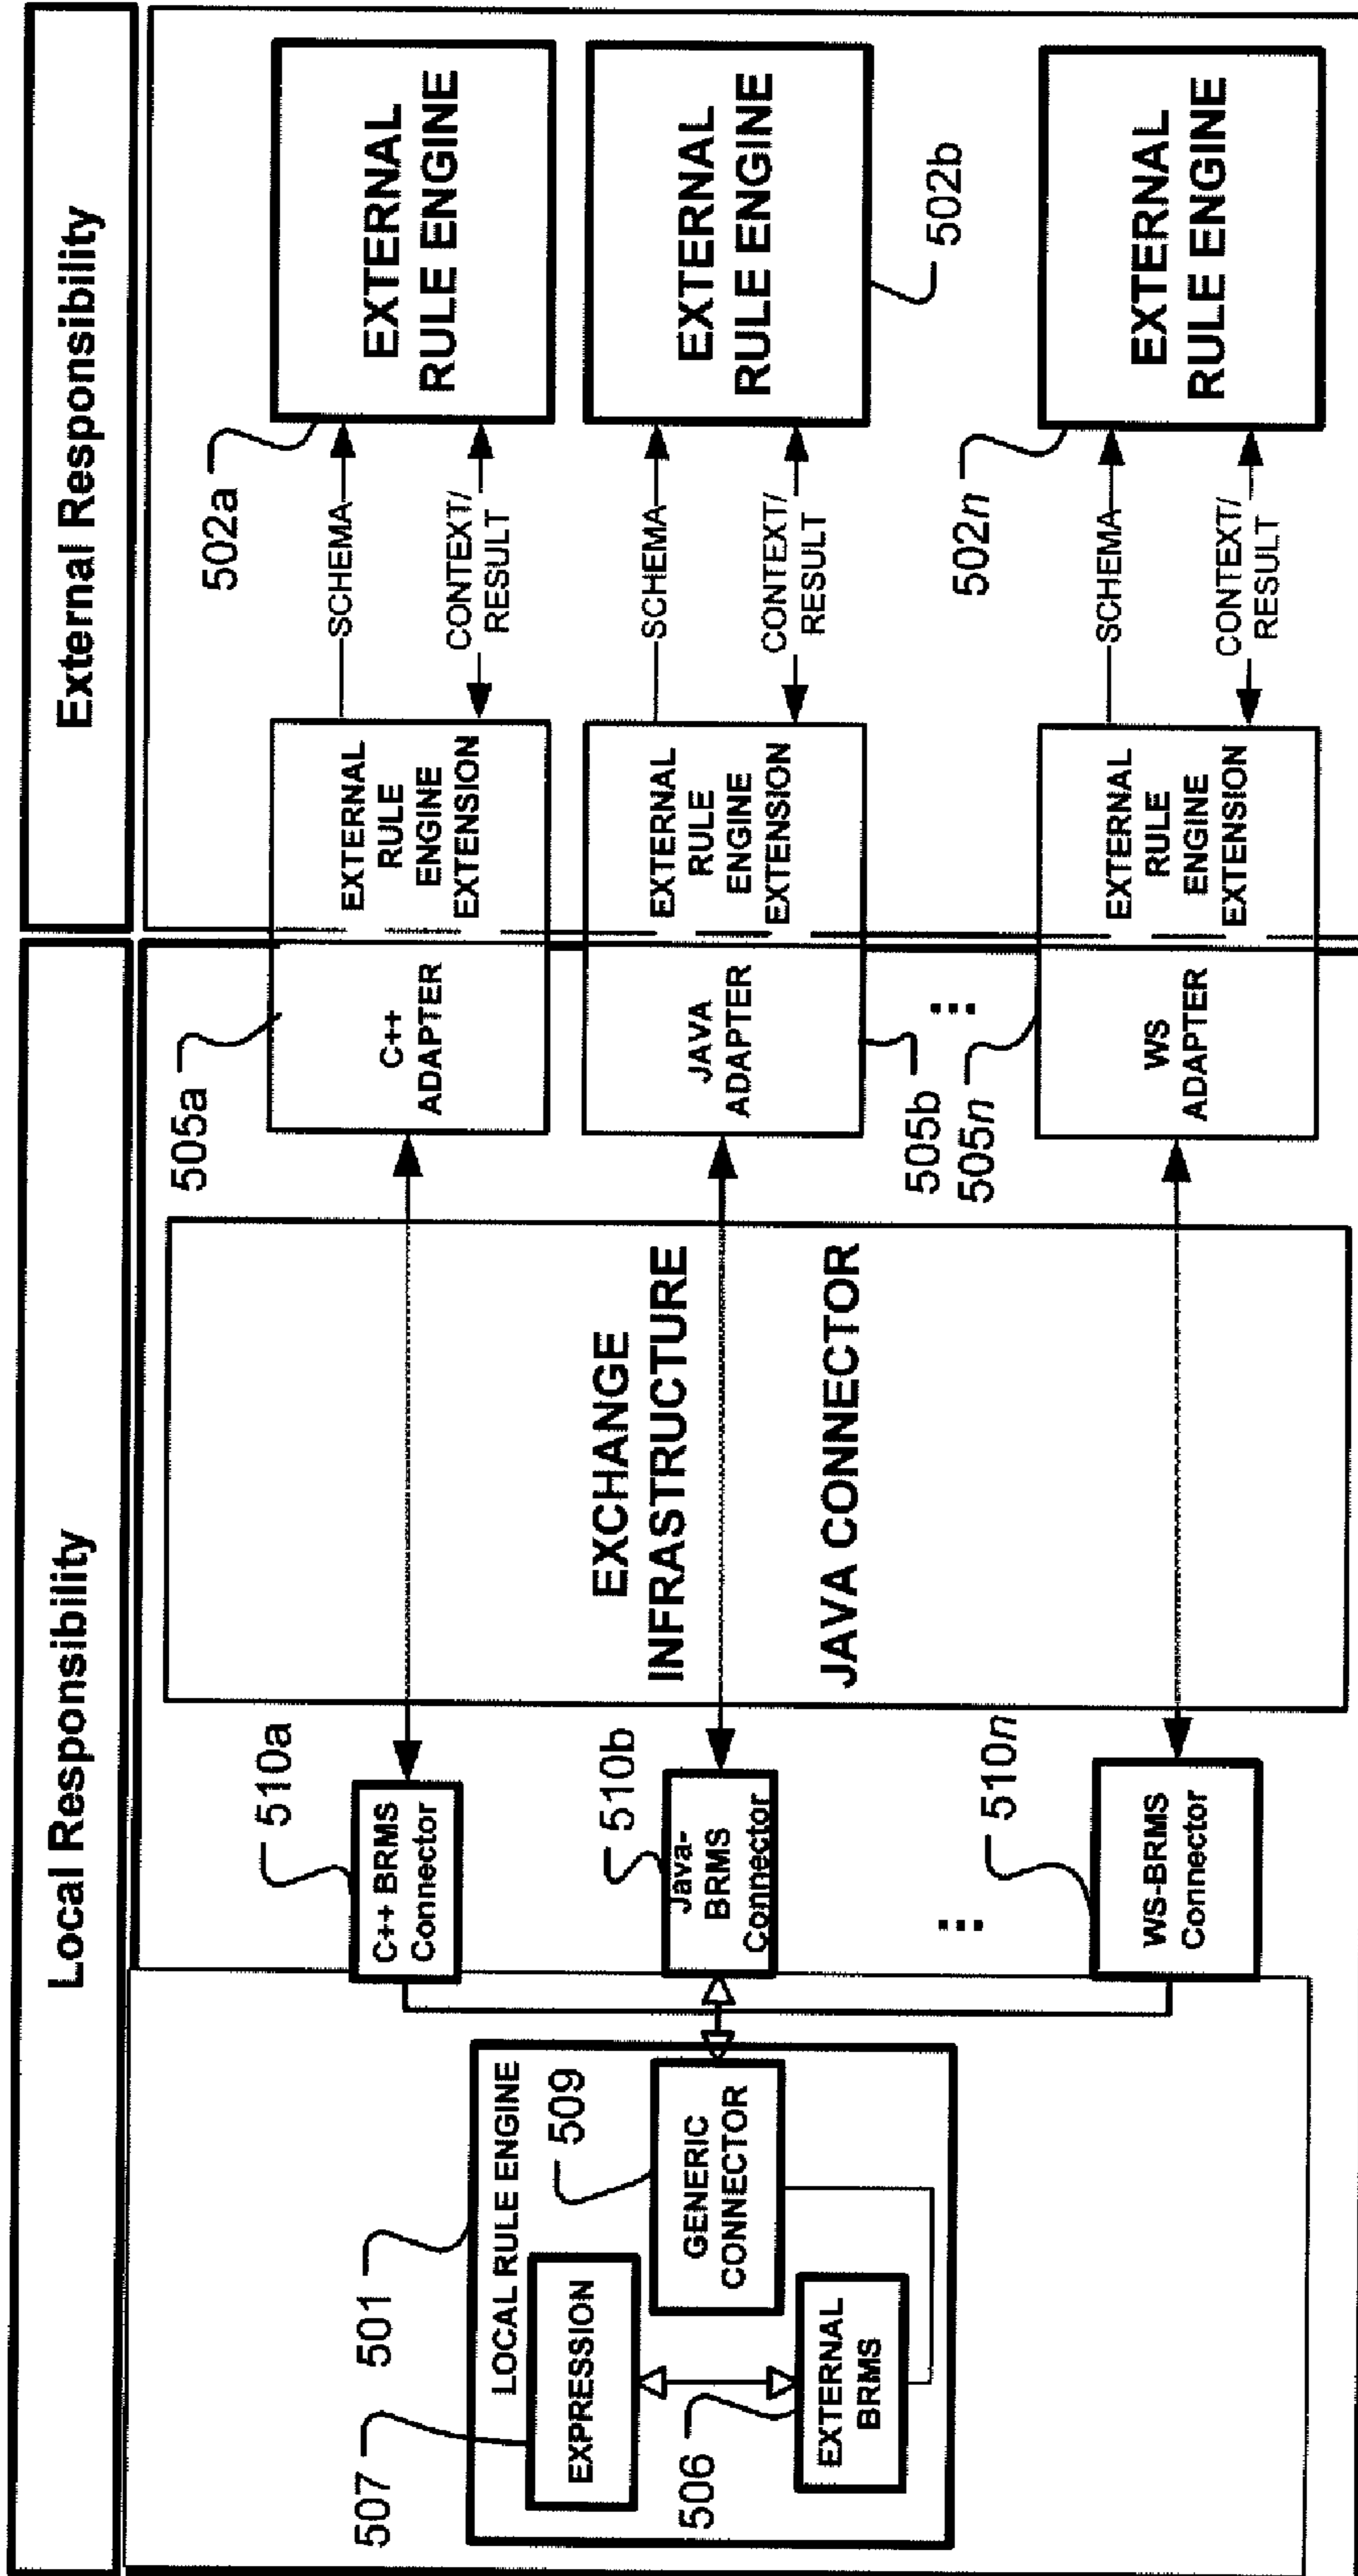 Local Responsibility
External Responsibility
507
501
LOCAL RULE ENGINE
EXPRESSION
509
GENERIC
CONNECTOR
506
EXTERNAL
BRMS
510a
C++ BRMS
Connector
510b
Java-
BRMS
Connector
...
510n
WS-BRMS
Connector
EXCHANGE
INFRASTRUCTURE
JAVA CONNECTOR
505a
C++
ADAPTER
EXTERNAL
RULE
ENGINE
EXTENSION
SCHEMA
CONTEXT/
RESULT
502a
EXTERNAL
RULE ENGINE
JAVA
ADAPTER
505b
EXTERNAL
RULE
ENGINE
EXTENSION
SCHEMA
CONTEXT/
RESULT
EXTERNAL
RULE ENGINE
502b
...
505n
WS
ADAPTER
EXTERNAL
RULE
ENGINE
EXTENSION
SCHEMA
CONTEXT/
RESULT
502n
EXTERNAL
RULE ENGINE